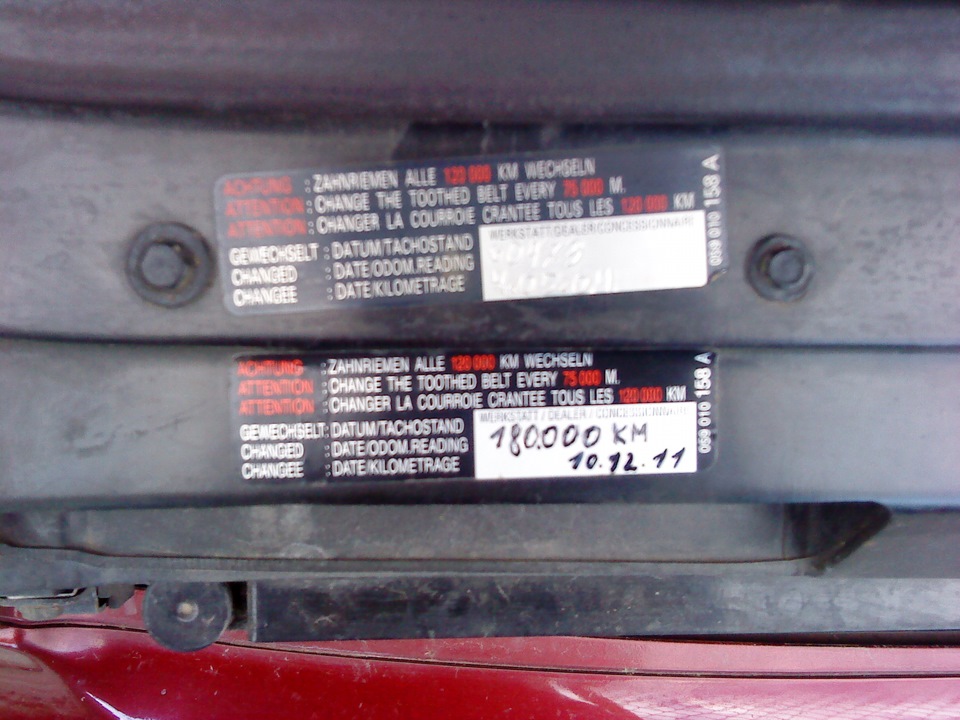 ACHTUNG : ZAHNRIEMEN ALLE 120 000 KM WECHSELN
ATTENTION : CHANGE THE TOOTHED BELT EVERY 75 000 M.
ATTENTION : CHANGER LA COURROIE CRANTEE TOUS LES 120 000 KM
WERKSTATT/DEALER/CONCESSIONNAIRE
GEWECHSELT : DATUM/TACHOSTAND
CHANGED : DATE/ODOM.READING
CHANGEE : DATE/KILOMETRAGE
059 010 158 A
ACHTUNG : ZAHNRIEMEN ALLE 120 000 KM WECHSELN
ATTENTION : CHANGE THE TOOTHED BELT EVERY 75 000 M.
ATTENTION : CHANGER LA COURROIE CRANTEE TOUS LES 120 000 KM
WERKSTATT / DEALER / CONCESSIONNAIRE
GEWECHSELT : DATUM/TACHOSTAND
CHANGED : DATE/ODOM.READING
CHANGEE : DATE/KILOMETRAGE
180.000 KM
10.12.11
059 010 158 A